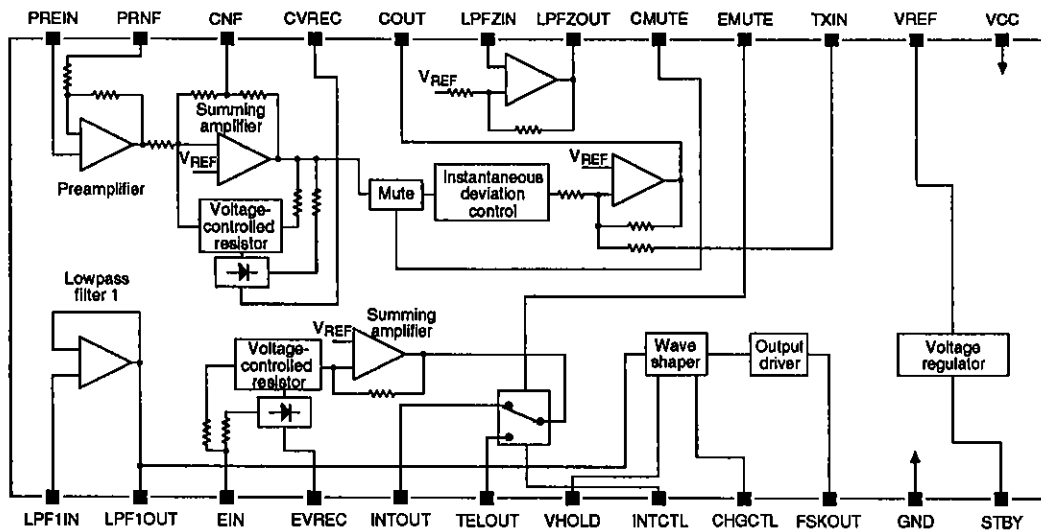 PREIN PRNF CNF CVREC COUT LPFZIN LPFZOUT CMUTE EMUTE TXIN VREF VCC
VREF
Summing
amplifier
VREF
Preamplifier
VREF
Mute
Instantaneous
deviation
control
Voltage-
controlled
resistor
Lowpass
filter 1
Summing
amplifier
VREF
Voltage-
controlled
resistor
Wave
shaper
Output
driver
Voltage
regulator
LPF1IN LPF1OUT EIN EVREC INTOUT TELOUT VHOLD INTCTL CHGCTL FSKOUT GND STBY